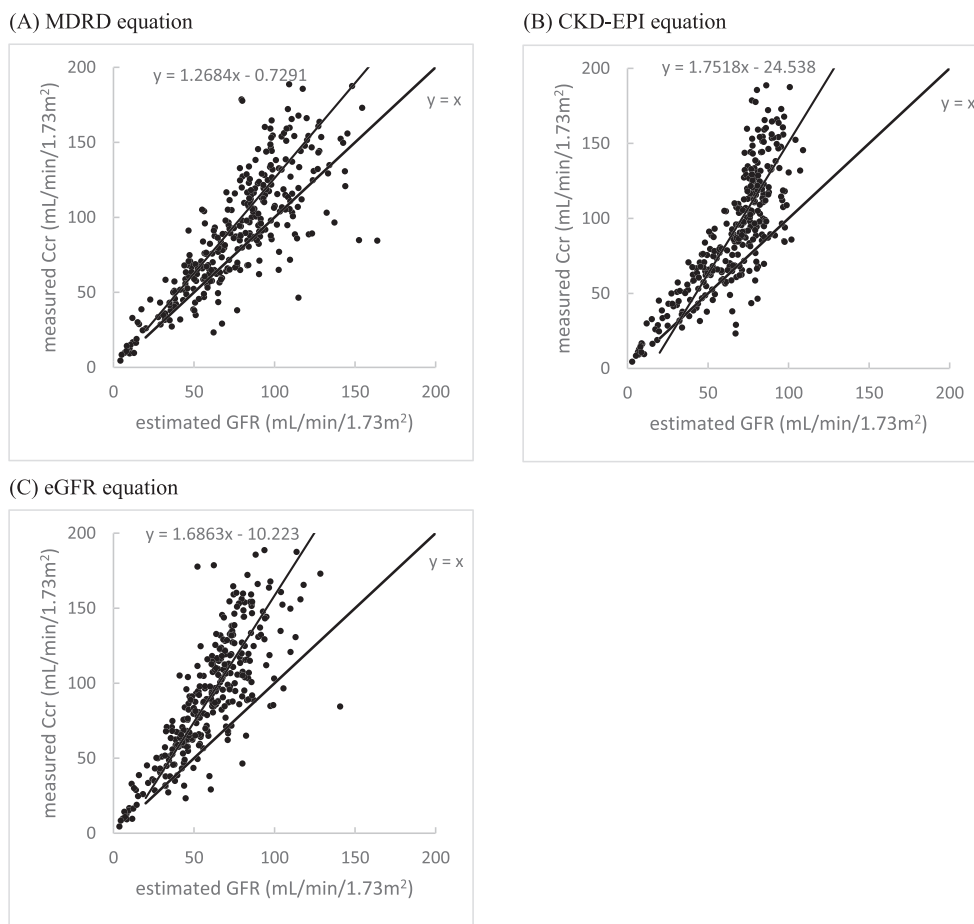 (A) MDRD equation
y = 1.2684x - 0.7291
y = x
200
150
100
50
0
measured Ccr (mL/min/1.73m²)
0 50 100 150 200
estimated GFR (mL/min/1.73m²)
(B) CKD-EPI equation
y = 1.7518x - 24.538
y = x
200
150
100
50
0
measured Ccr (mL/min/1.73m²)
0 50 100 150 200
estimated GFR (mL/min/1.73m²)
(C) eGFR equation
y = 1.6863x - 10.223
y = x
200
150
100
50
0
measured Ccr (mL/min/1.73m²)
0 50 100 150 200
estimated GFR (mL/min/1.73m²)